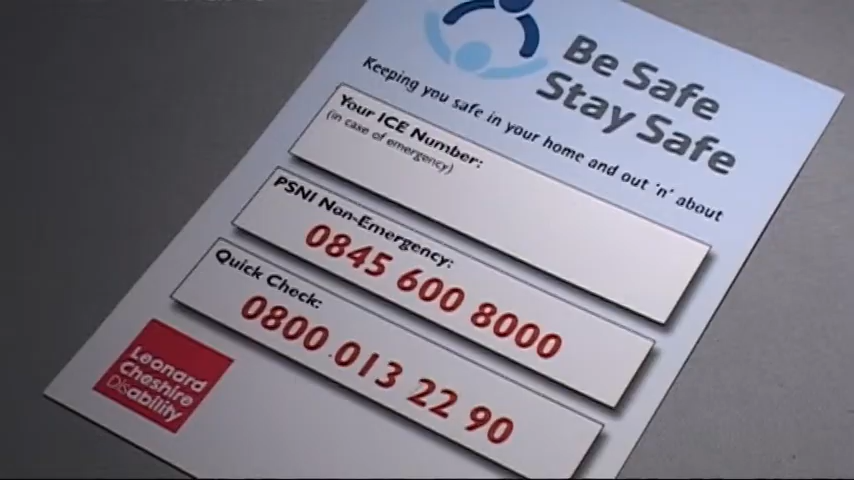 Be Safe
Stay Safe
Keeping you safe in your home and out 'n' about
Your ICE Number:
(in case of emergency)
PSNI Non-Emergency:
0845 600 8000
Quick Check:
0800 013 22 90
Leonard
Cheshire
Disability